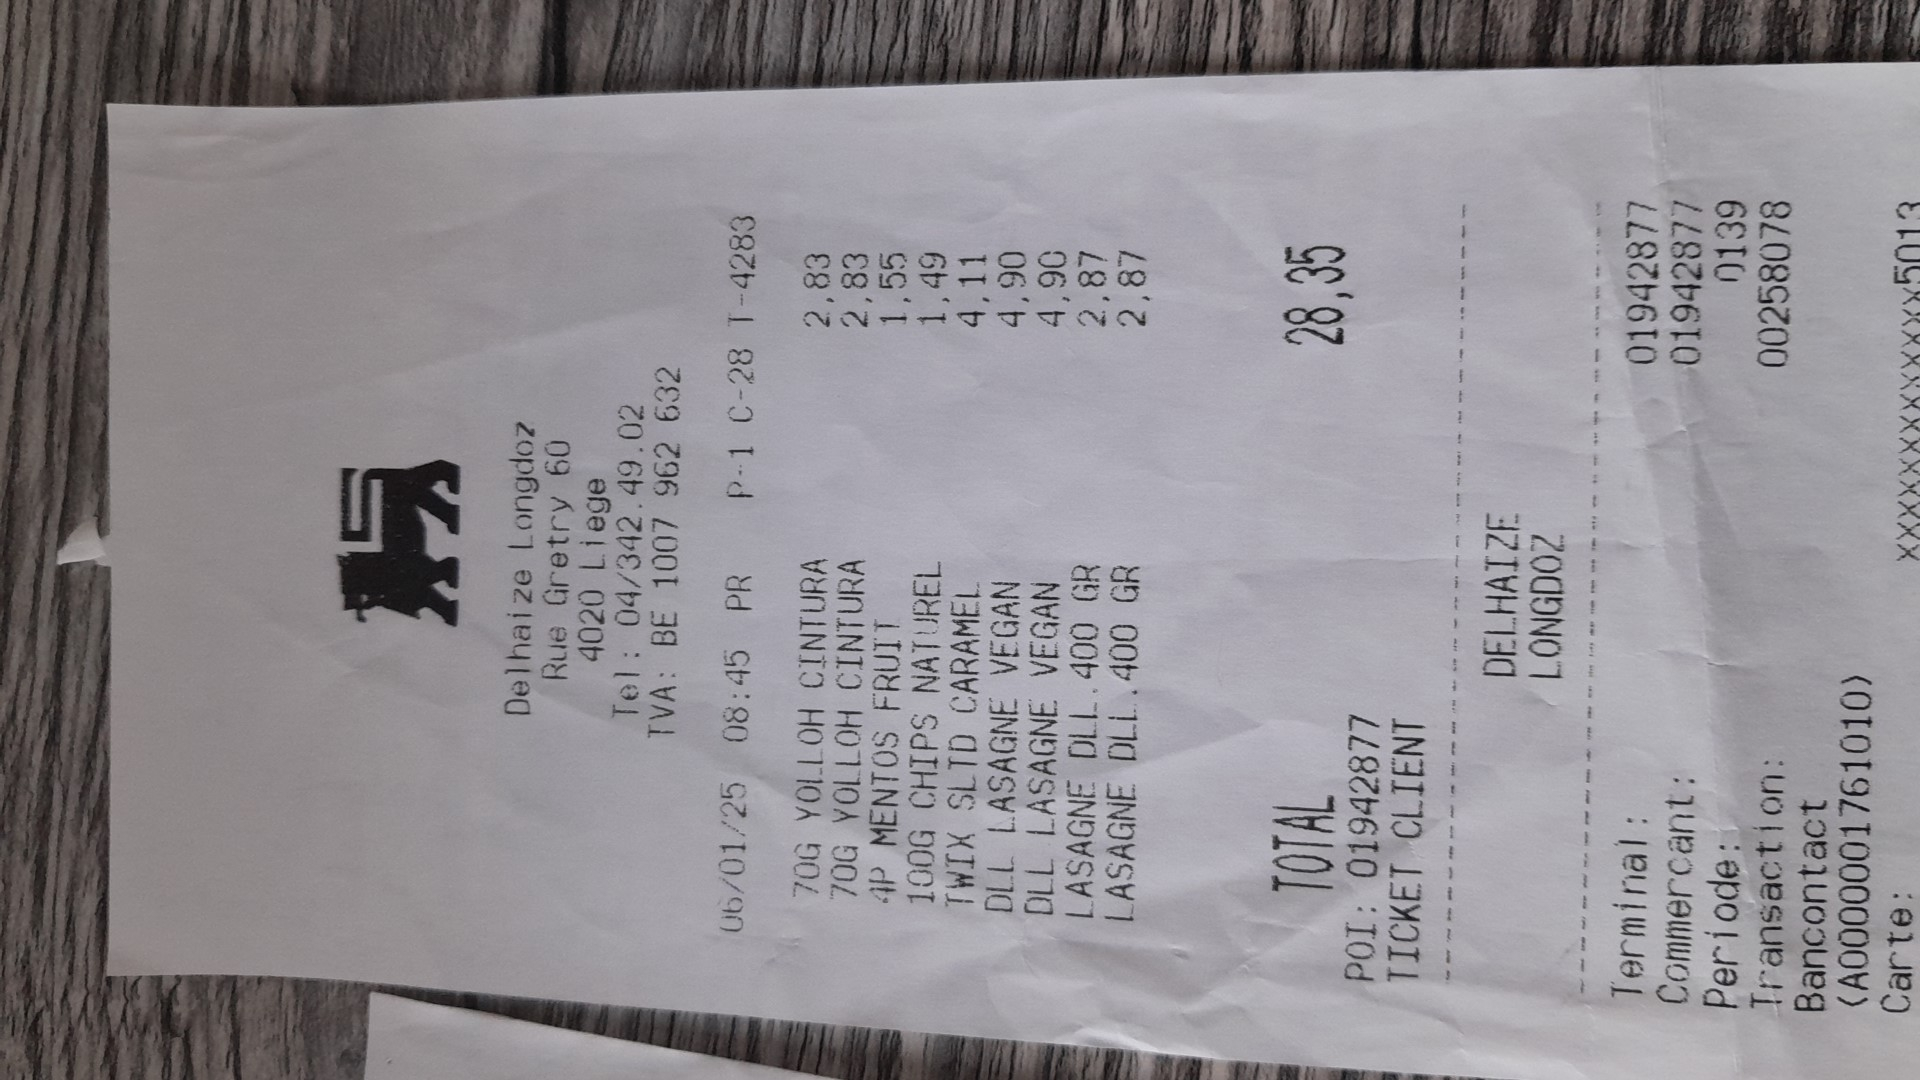 Delhaize Longdoz
Rue Gretry 60
4020 Liege
Tel: 04/342.49.02
TVA: BE 1007 962 632
06/01/25 08:45 PR P-1 C-28 T-4283
70G YOLLOH CINTURA 2,83
70G YOLLOH CINTURA 2,83
4P MENTOS FRUIT 1,55
100G CHIPS NATUREL 1,49
TWIX SLTD CARAMEL 4,11
DLL LASAGNE VEGAN 4,90
DLL LASAGNE VEGAN 4,90
LASAGNE DLL.400 GR 2,87
LASAGNE DLL.400 GR 2,87
TOTAL 28,35
POI: 01942877
TICKET CLIENT
DELHAIZE
LONGDOZ
Terminal: 01942877
Commercant: 01942877
Periode: 0139
Transaction: 002580078
Bancontact
(A0000001761010)
Carte: xxxxxxxxxxxxx5013